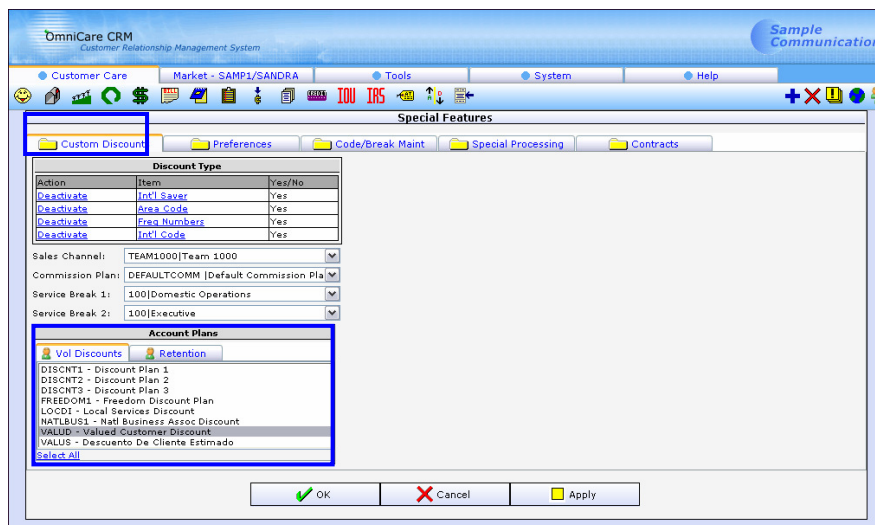 OmniCare CRM
Customer Relationship Management System
Sample
Communication
Customer Care
Market - SAMP1/SANDRA
Tools
System
Help
IOU IRS
Special Features
Custom Discount
Preferences
Code/Break Maint
Special Processing
Contracts
Discount Type
Action Item Yes/No
Deactivate Int'l Saver Yes
Deactivate Area Code Yes
Deactivate Freq Numbers Yes
Deactivate Int'l Code Yes
Sales Channel: TEAM1000|Team 1000
Commission Plan: DEFAULTCOMM |Default Commission Pla
Service Break 1: 100|Domestic Operations
Service Break 2: 100|Executive
Account Plans
Vol Discounts
Retention
DISCNT1 - Discount Plan 1
DISCNT2 - Discount Plan 2
DISCNT3 - Discount Plan 3
FREEDOM1 - Freedom Discount Plan
LOCDI - Local Services Discount
NATLBUS1 - Natl Business Assoc Discount
VALUD - Valued Customer Discount
VALUS - Descuento De Cliente Estimado
Select All
OK
Cancel
Apply